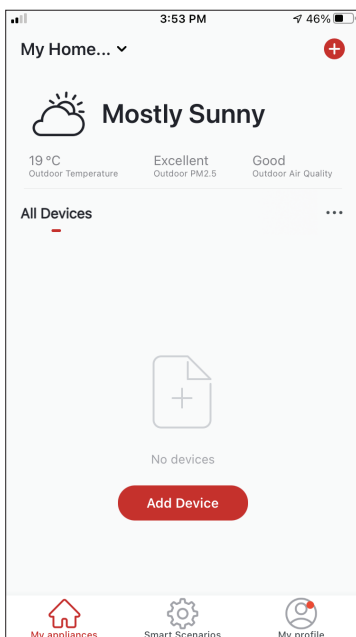 3:53 PM 46%
My Home...
Mostly Sunny
19 °C Excellent Good
Outdoor Temperature Outdoor PM2.5 Outdoor Air Quality
All Devices
No devices
Add Device
My appliances Smart Scenarios My profile